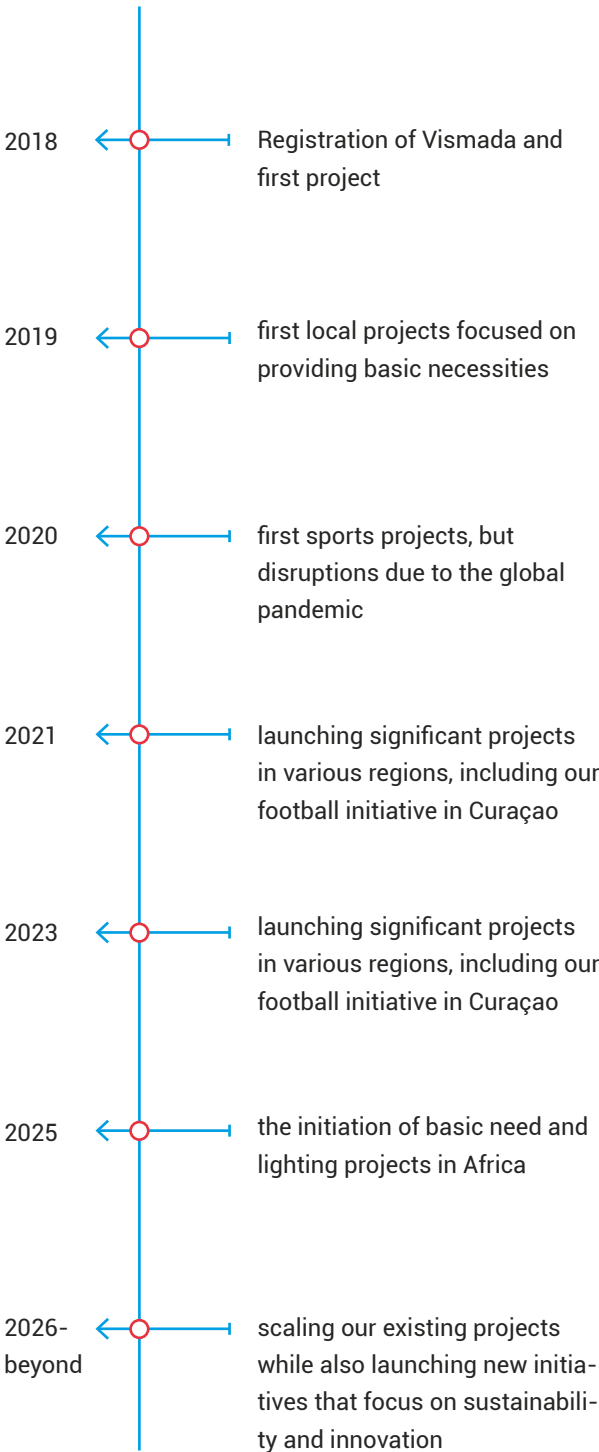 2018
Registration of Vismada and
first project
2019
first local projects focused on
providing basic necessities
2020
first sports projects, but
disruptions due to the global
pandemic
2021
launching significant projects
in various regions, including our
football initiative in Curaçao
2023
launching significant projects
in various regions, including our
football initiative in Curaçao
2025
the initiation of basic need and
lighting projects in Africa
2026-
beyond
scaling our existing projects
while also launching new initia-
tives that focus on sustainabili-
ty and innovation